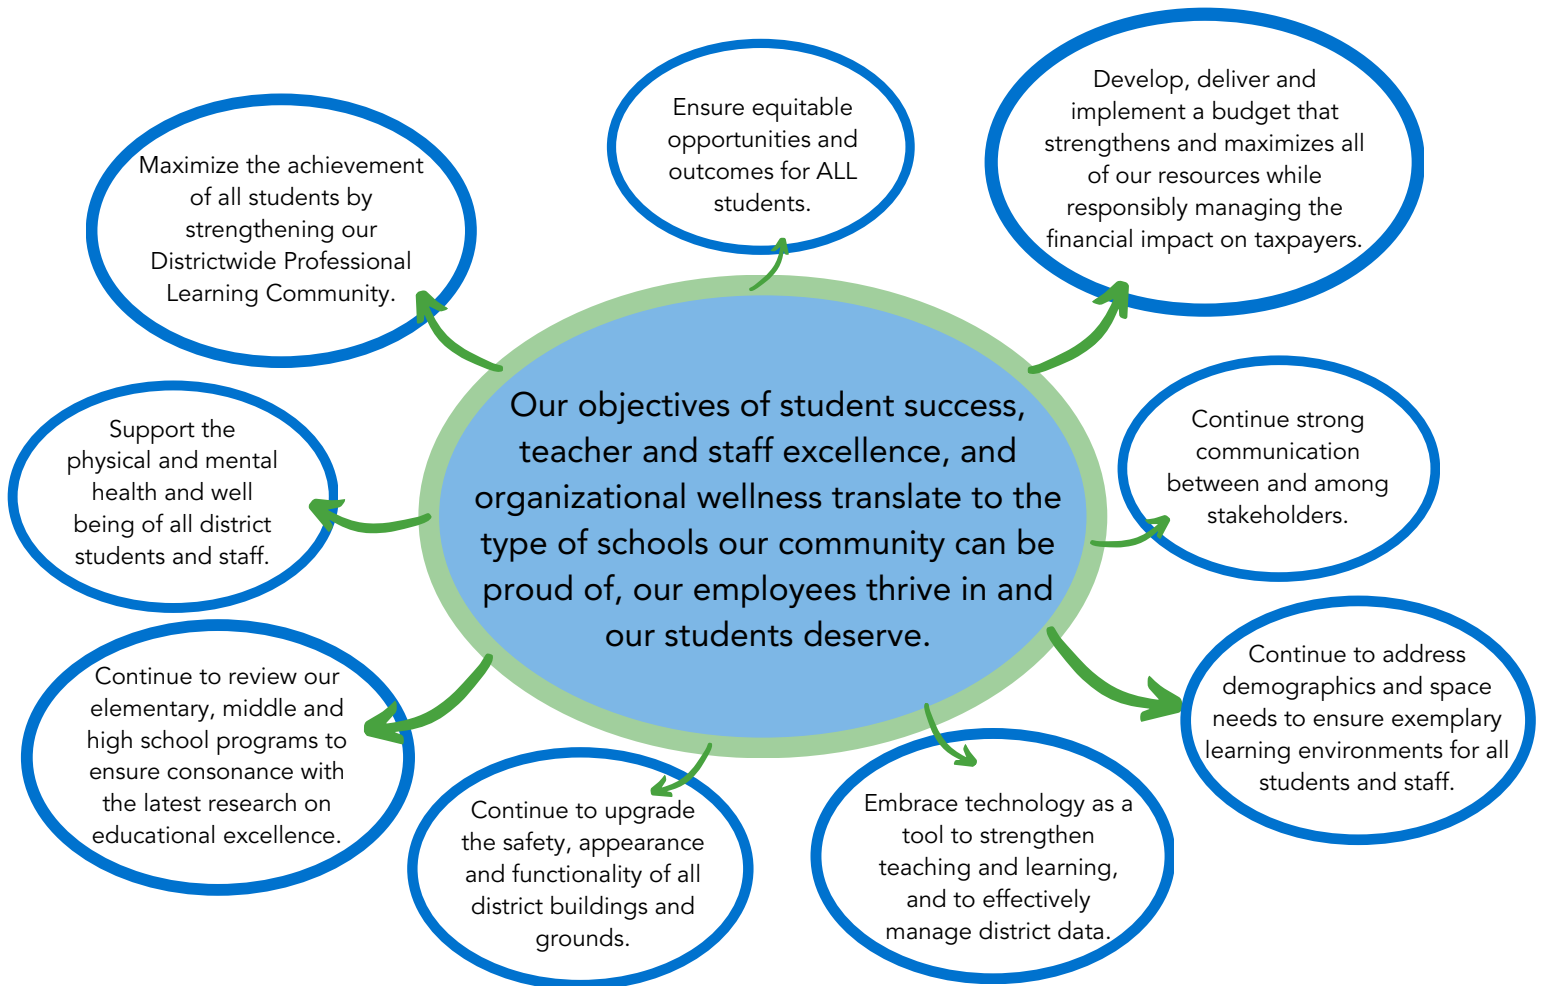 Ensure equitable
opportunities and
outcomes for ALL
students.
Develop, deliver and
implement a budget that
strengthens and maximizes all
of our resources while
responsibly managing the
financial impact on taxpayers.
Maximize the achievement
of all students by
strengthening our
Districtwide Professional
Learning Community.
Our objectives of student success,
teacher and staff excellence, and
organizational wellness translate to the
type of schools our community can be
proud of, our employees thrive in and
our students deserve.
Continue strong
communication
between and among
stakeholders.
Support the
physical and mental
health and well
being of all district
students and staff.
Continue to address
demographics and space
needs to ensure exemplary
learning environments for all
students and staff.
Continue to review our
elementary, middle and
high school programs to
ensure consonance with
the latest research on
educational excellence.
Continue to upgrade
the safety, appearance
and functionality of all
district buildings and
grounds.
Embrace technology as a
tool to strengthen
teaching and learning,
and to effectively
manage district data.